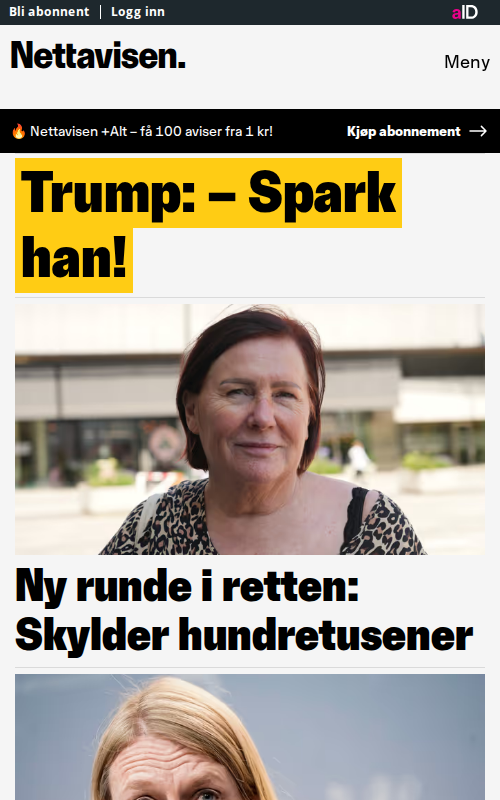 Bli abonnent | Logg inn
aID
Nettavisen.
Meny
🔥 Nettavisen +Alt – få 100 aviser fra 1 kr!
Kjøp abonnement →
Trump: – Spark
han!
Ny runde i retten:
Skylder hundretusener